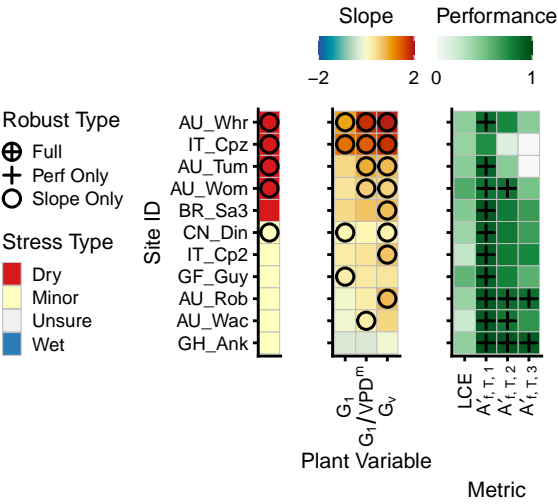 Slope
Performance
−2 2
0 1
Robust Type
Full
Perf Only
Slope Only
Stress Type
Dry
Minor
Unsure
Wet
Site ID
AU_Whr
IT_Cpz
AU_Tum
AU_Wom
BR_Sa3
CN_Din
IT_Cp2
GF_Guy
AU_Rob
AU_Wac
GH_Ank
G₁
G₁/VPDᵐ
Gᵥ
Plant Variable
LCE
A′f, T, 1
A′f, T, 2
A′f, T, 3
Metric